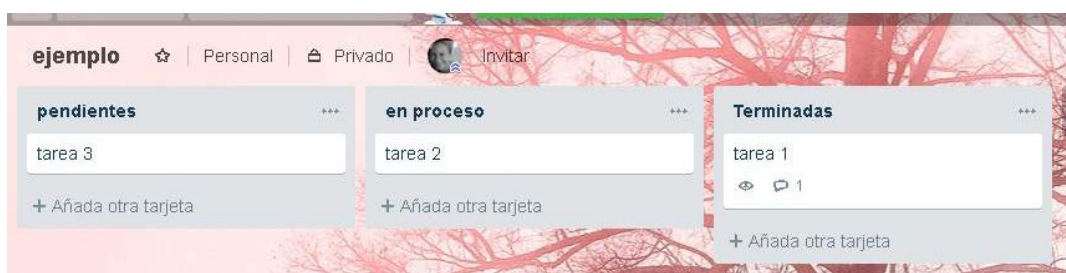 ejemplo Personal Privado Invitar
pendientes
tarea 3
+ Añada otra tarjeta
en proceso
tarea 2
+ Añada otra tarjeta
Terminadas
tarea 1
1
+ Añada otra tarjeta